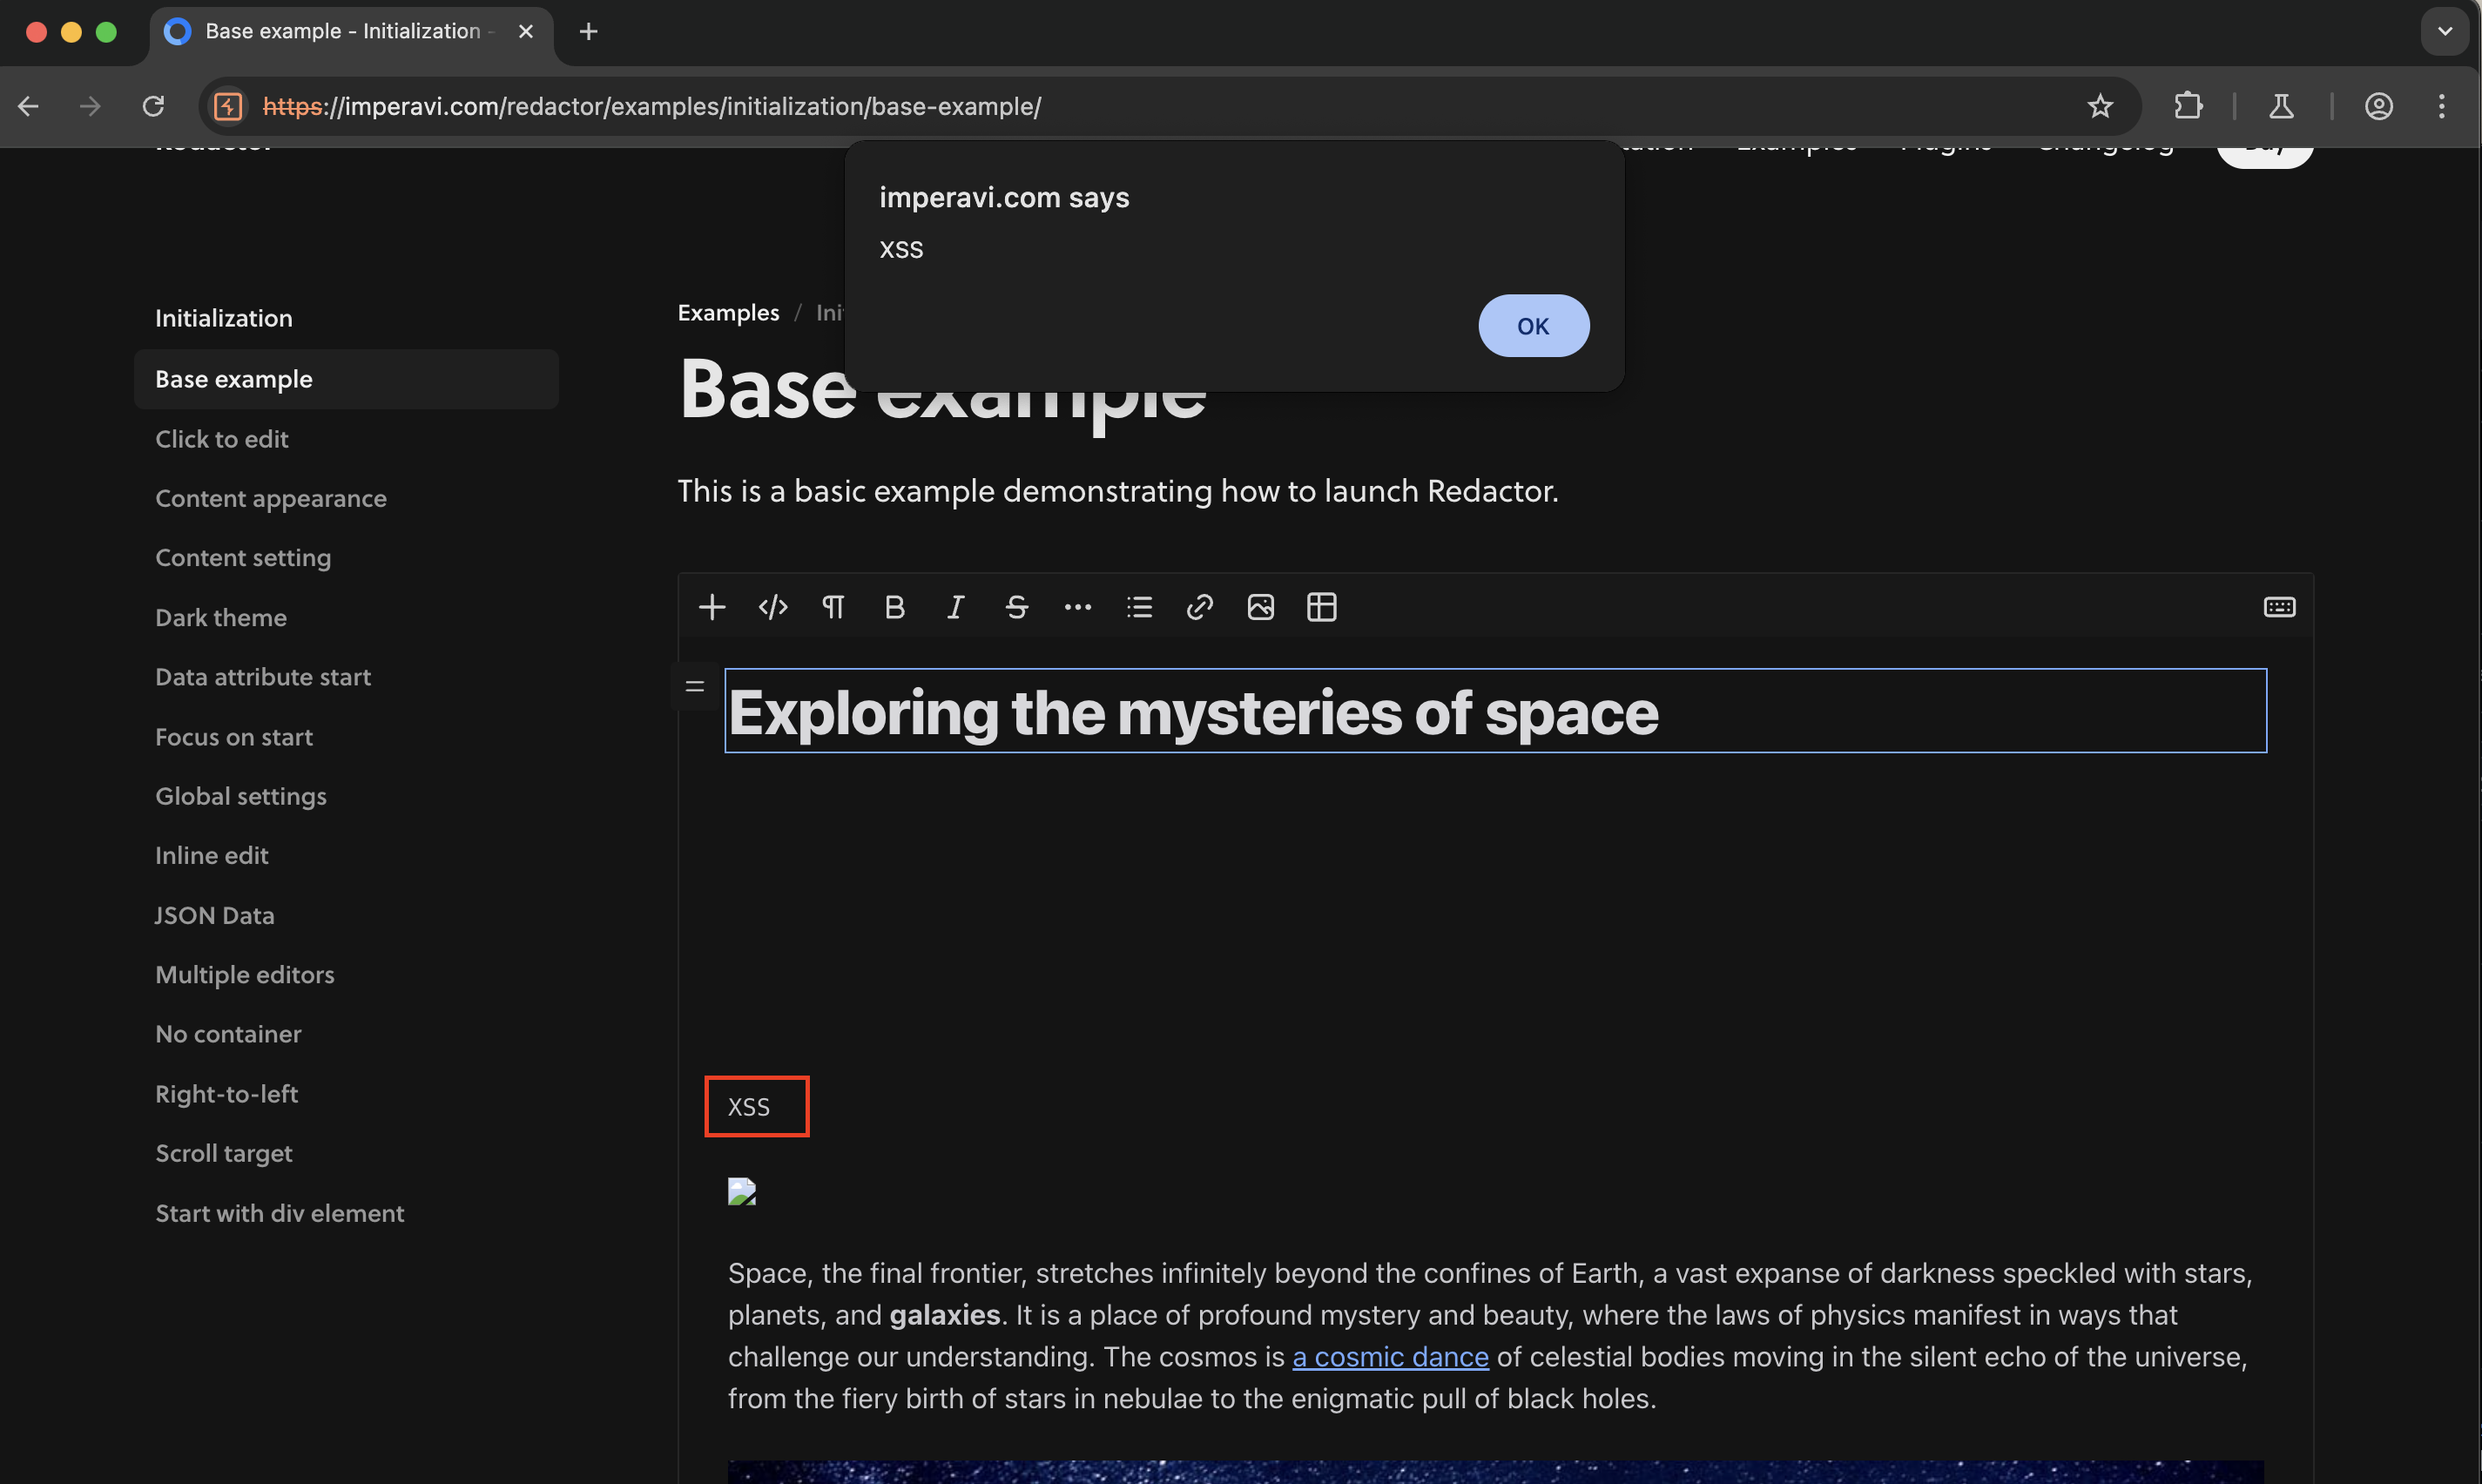 Base example - Initialization -
https://imperavi.com/redactor/examples/initialization/base-example/
Redactor
Examples Plugins Changelog Buy
imperavi.com says
xss
OK
Initialization
Base example
Click to edit
Content appearance
Content setting
Dark theme
Data attribute start
Focus on start
Global settings
Inline edit
JSON Data
Multiple editors
No container
Right-to-left
Scroll target
Start with div element
Examples /
Base example
This is a basic example demonstrating how to launch Redactor.
Exploring the mysteries of space
XSS
Space, the final frontier, stretches infinitely beyond the confines of Earth, a vast expanse of darkness speckled with stars,
planets, and galaxies. It is a place of profound mystery and beauty, where the laws of physics manifest in ways that
challenge our understanding. The cosmos is a cosmic dance of celestial bodies moving in the silent echo of the universe,
from the fiery birth of stars in nebulae to the enigmatic pull of black holes.